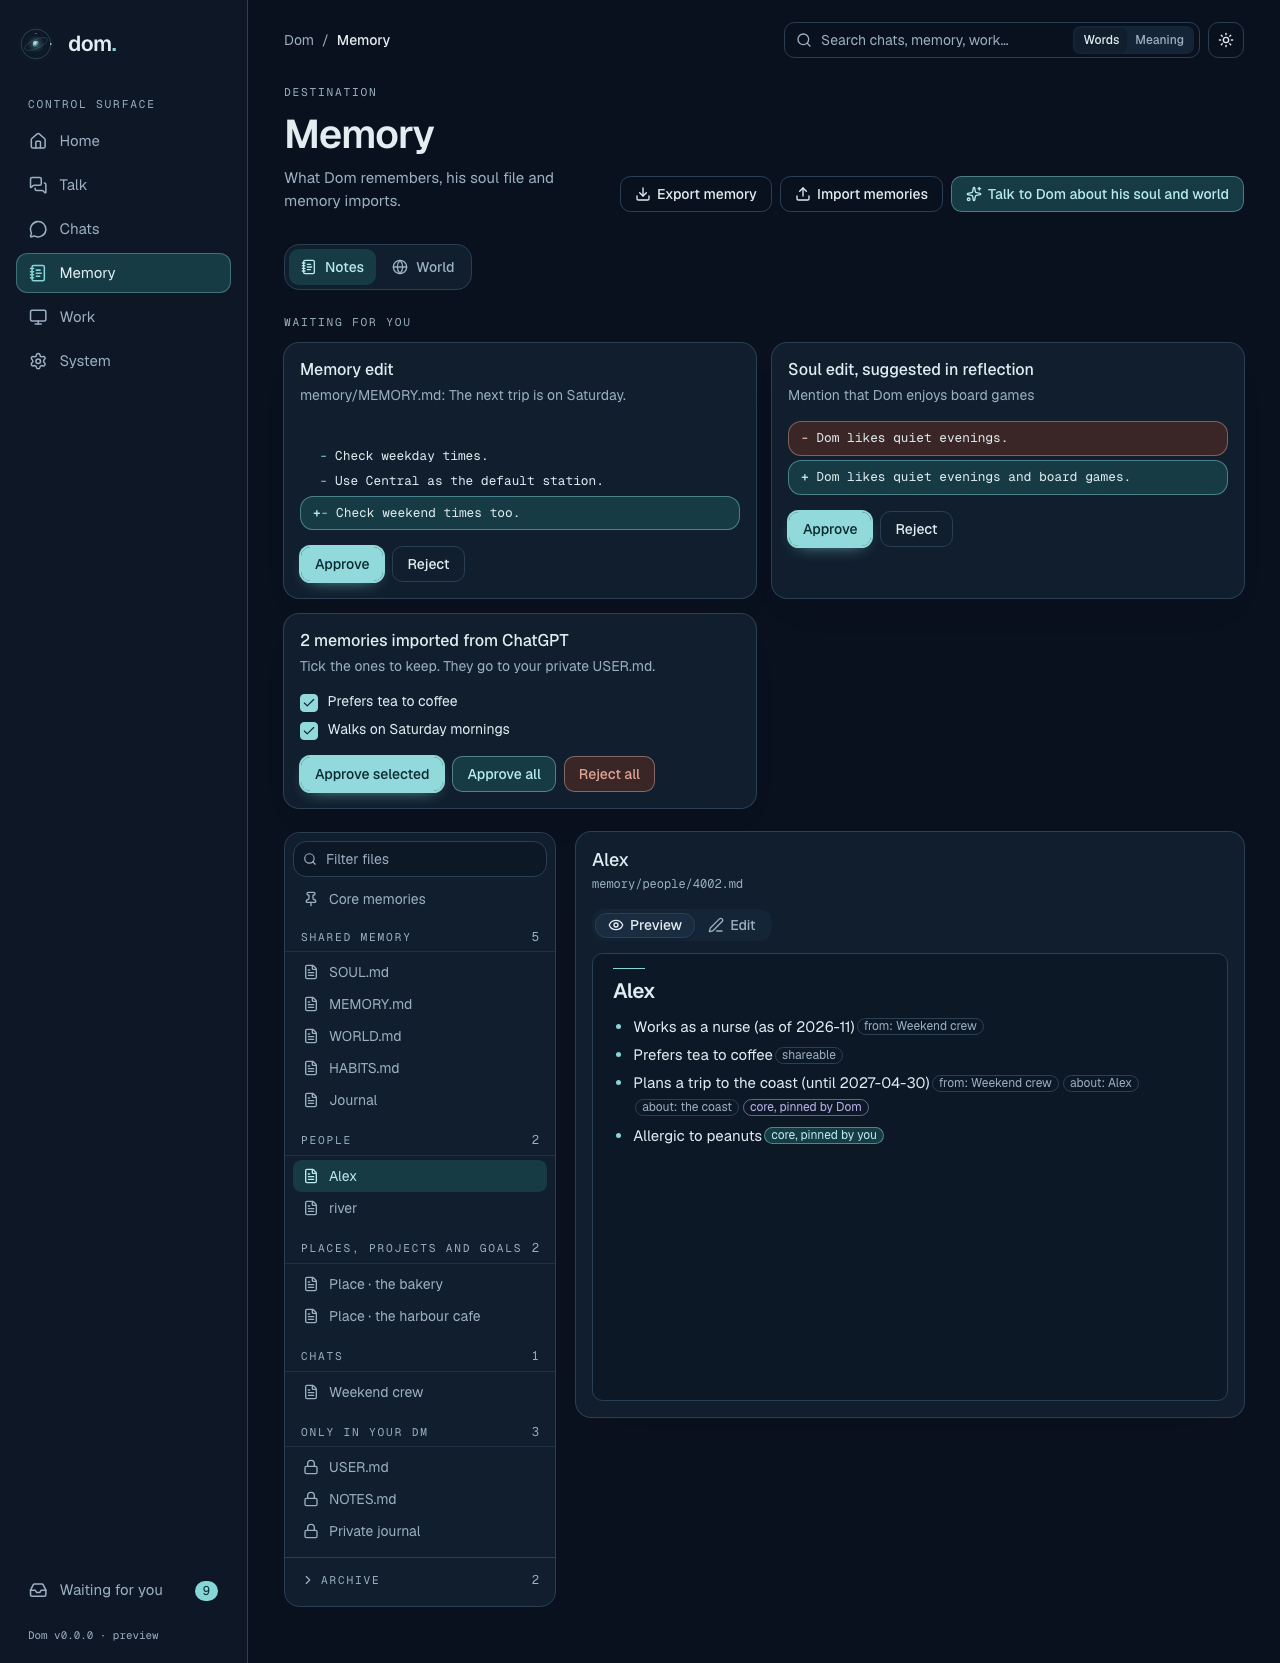 dom.
CONTROL SURFACE
Home
Talk
Chats
Memory
Work
System
Waiting for you 9
Dom v0.0.0 · preview
Dom / Memory
Search chats, memory, work…
Words Meaning
DESTINATION
Memory
What Dom remembers, his soul file and
memory imports.
Export memory
Import memories
Talk to Dom about his soul and world
Notes World
WAITING FOR YOU
Memory edit
memory/MEMORY.md: The next trip is on Saturday.
- Check weekday times.
- Use Central as the default station.
+- Check weekend times too.
Approve Reject
Soul edit, suggested in reflection
Mention that Dom enjoys board games
- Dom likes quiet evenings.
+ Dom likes quiet evenings and board games.
Approve Reject
2 memories imported from ChatGPT
Tick the ones to keep. They go to your private USER.md.
Prefers tea to coffee
Walks on Saturday mornings
Approve selected Approve all Reject all
Filter files
Core memories
SHARED MEMORY 5
SOUL.md
MEMORY.md
WORLD.md
HABITS.md
Journal
PEOPLE 2
Alex
river
PLACES, PROJECTS AND GOALS 2
Place · the bakery
Place · the harbour cafe
CHATS 1
Weekend crew
ONLY IN YOUR DM 3
USER.md
NOTES.md
Private journal
ARCHIVE 2
Alex
memory/people/4002.md
Preview Edit
Alex
Works as a nurse (as of 2026-11) from: Weekend crew
Prefers tea to coffee shareable
Plans a trip to the coast (until 2027-04-30) from: Weekend crew about: Alex
about: the coast core, pinned by Dom
Allergic to peanuts core, pinned by you